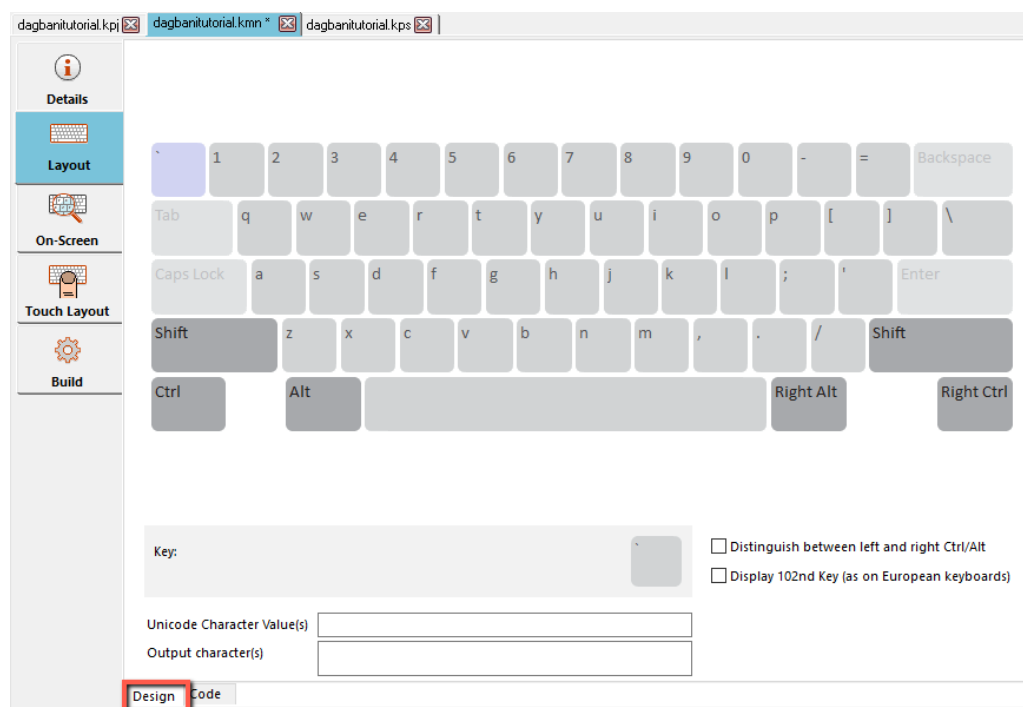 dagbanitutorial.kpj dagbanitutorial.kmn * dagbanitutorial.kps
Details
Layout
On-Screen
Touch Layout
Build
` 1 2 3 4 5 6 7 8 9 0 - = Backspace
Tab q w e r t y u i o p [ ] \
Caps Lock a s d f g h j k l ; ' Enter
Shift z x c v b n m , . / Shift
Ctrl Alt Right Alt Right Ctrl
Key: `
Distinguish between left and right Ctrl/Alt
Display 102nd Key (as on European keyboards)
Unicode Character Value(s)
Output character(s)
Design Code